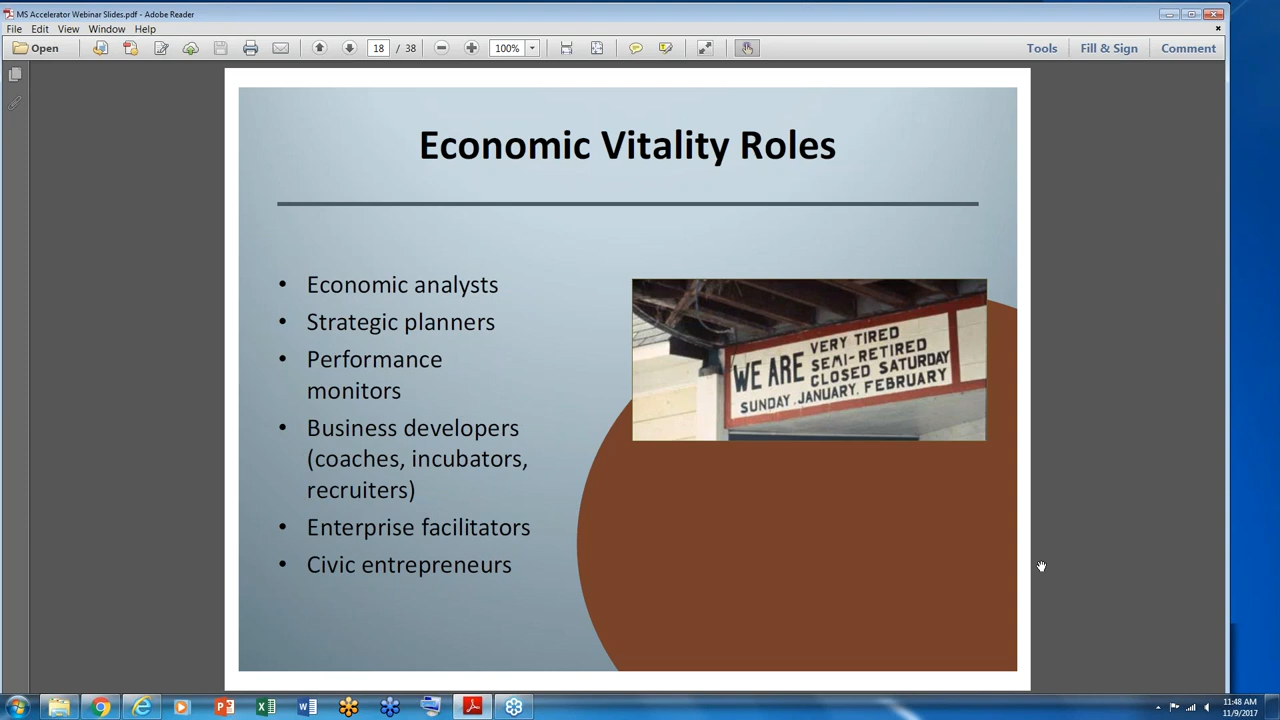 MS Accelerator Webinar Slides.pdf - Adobe Reader
File Edit View Window Help
Open
18 / 38
100%
Tools Fill & Sign Comment
Economic Vitality Roles
• Economic analysts
• Strategic planners
• Performance
monitors
• Business developers
(coaches, incubators,
recruiters)
• Enterprise facilitators
• Civic entrepreneurs
WE ARE
VERY TIRED
SEMI-RETIRED
CLOSED SATURDAY
SUNDAY.JANUARY. FEBRUARY
11:48 AM
11/9/2017